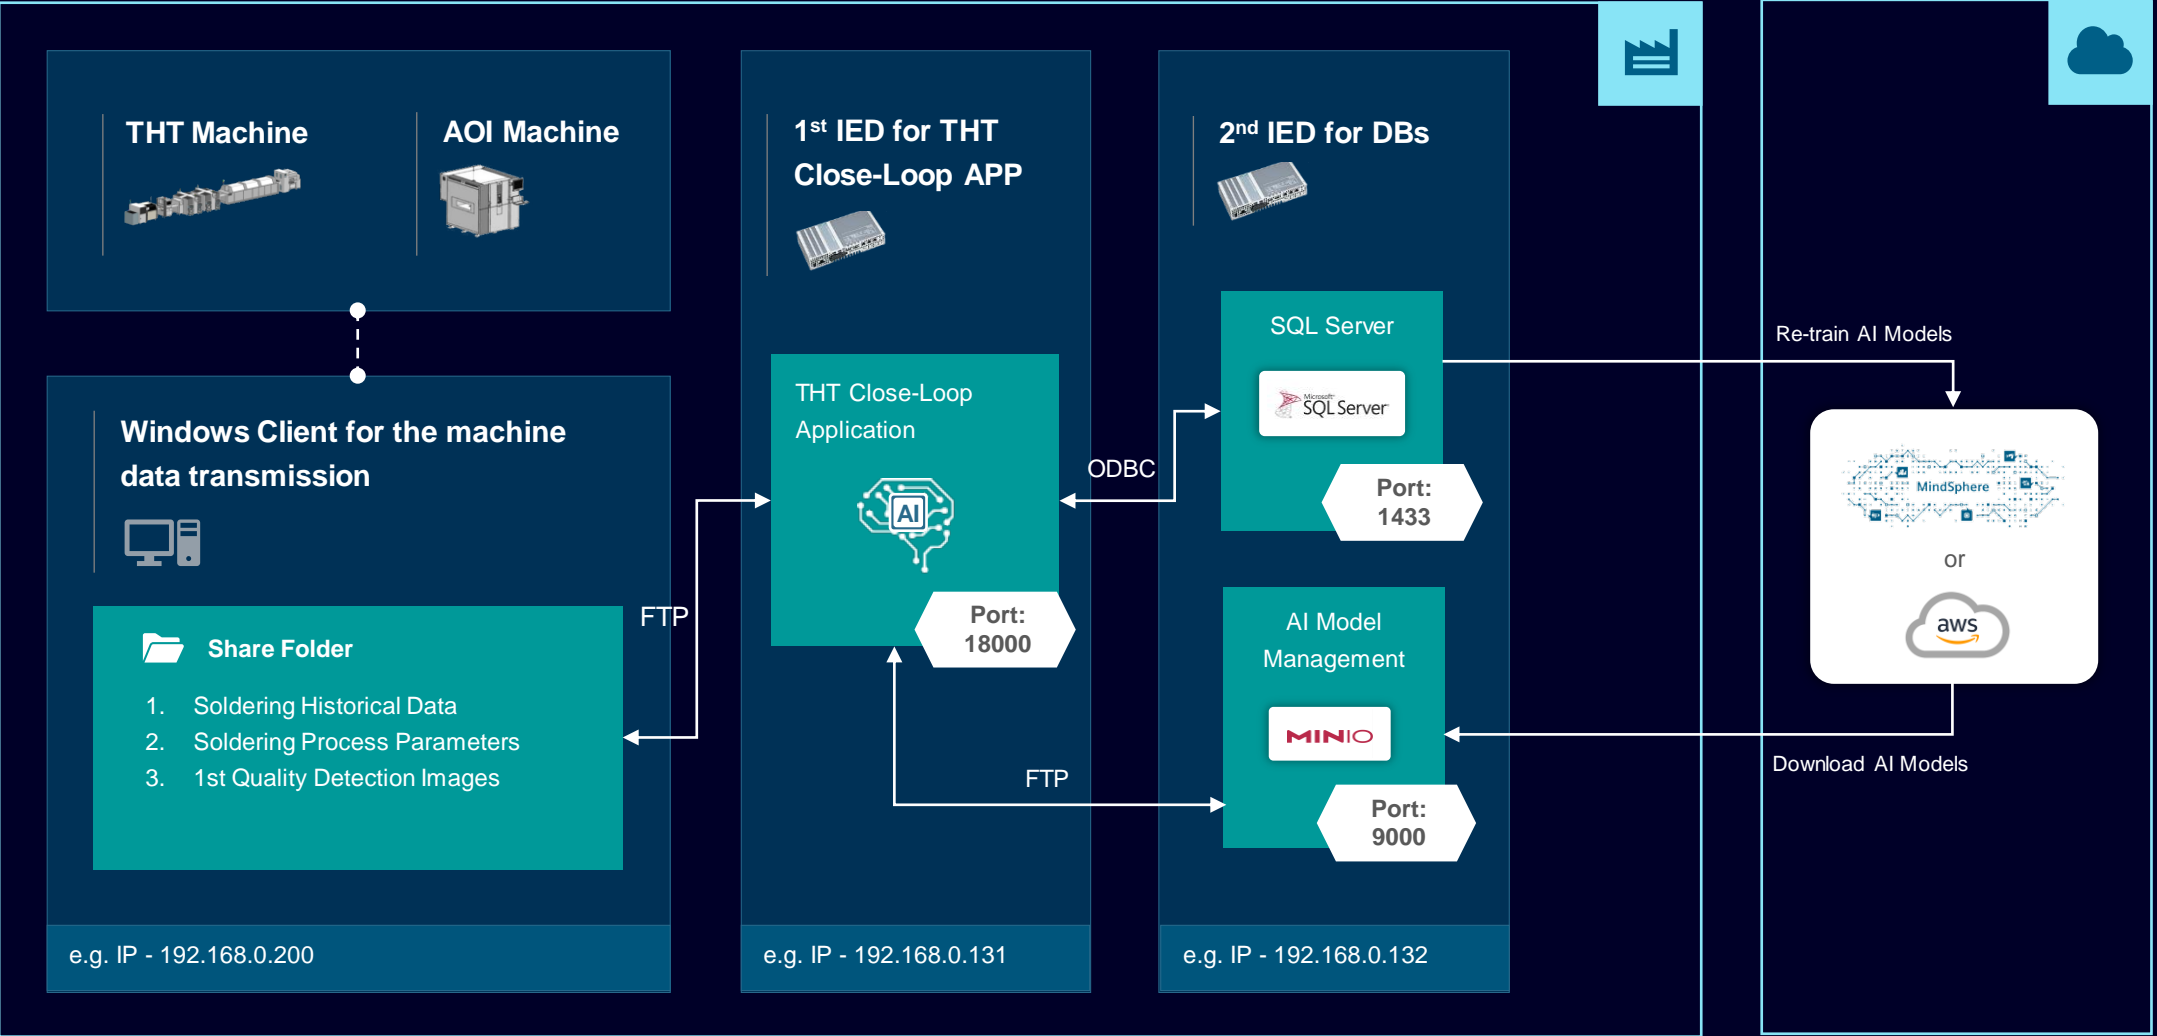 THT Machine
AOI Machine
Windows Client for the machine
data transmission
Share Folder
1. Soldering Historical Data
2. Soldering Process Parameters
3. 1st Quality Detection Images
e.g. IP - 192.168.0.200
FTP
1st IED for THT
Close-Loop APP
THT Close-Loop
Application
AI
Port:
18000
FTP
e.g. IP - 192.168.0.131
ODBC
2nd IED for DBs
SQL Server
Microsoft
SQL Server
Port:
1433
AI Model
Management
MINIO
Port:
9000
e.g. IP - 192.168.0.132
Re-train AI Models
MindSphere
or
aws
Download AI Models